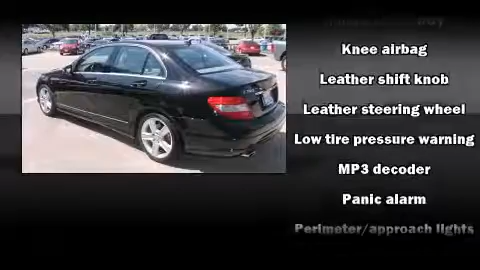 Knee airbag
Leather shift knob
Leather steering wheel
Low tire pressure warning
MP3 decoder
Panic alarm
Perimeter/approach lights